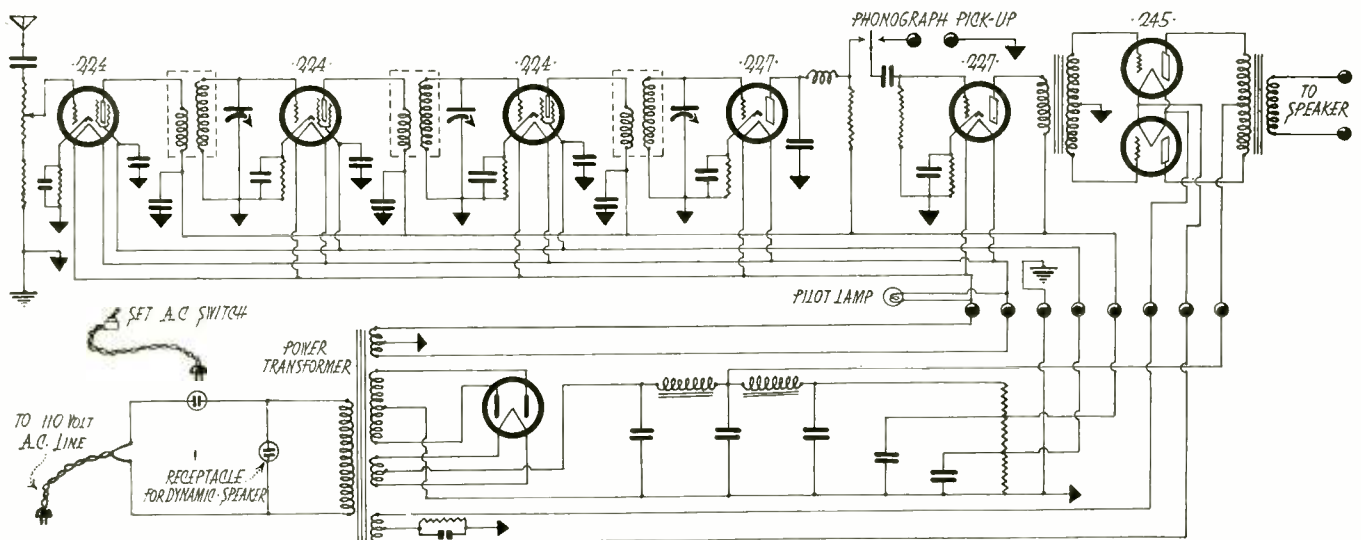 ·224·
·224·
·224·
·227·
PHONOGRAPH PICK-UP
·227·
·245·
TO
SPEAKER
PILOT LAMP
SET A.C. SWITCH
POWER
TRANSFORMER
TO 110 VOLT
A.C. LINE
RECEPTACLE
FOR DYNAMIC SPEAKER